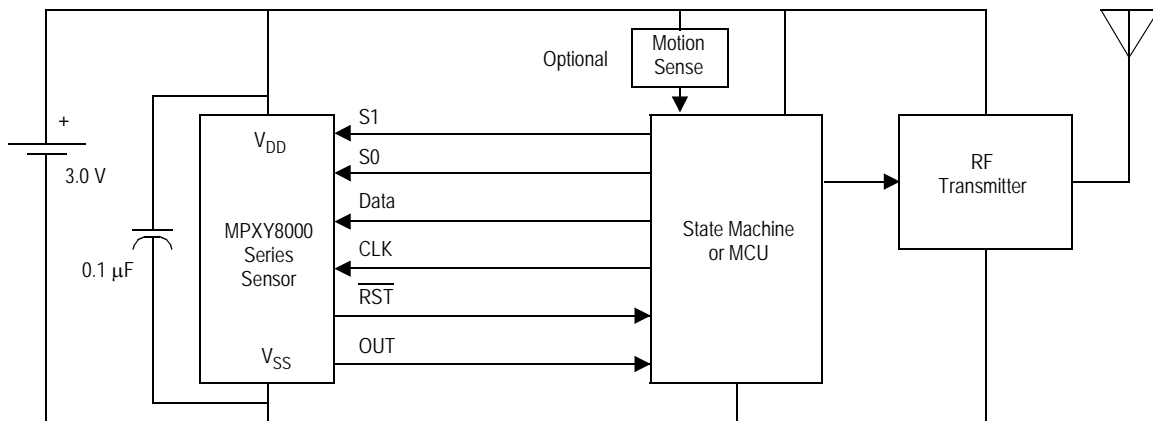 Optional
Motion
Sense
+
3.0 V
0.1 μF
V_DD
MPXY8000
Series
Sensor
V_SS
S1
S0
Data
CLK
R̅S̅T̅
OUT
State Machine
or MCU
RF
Transmitter